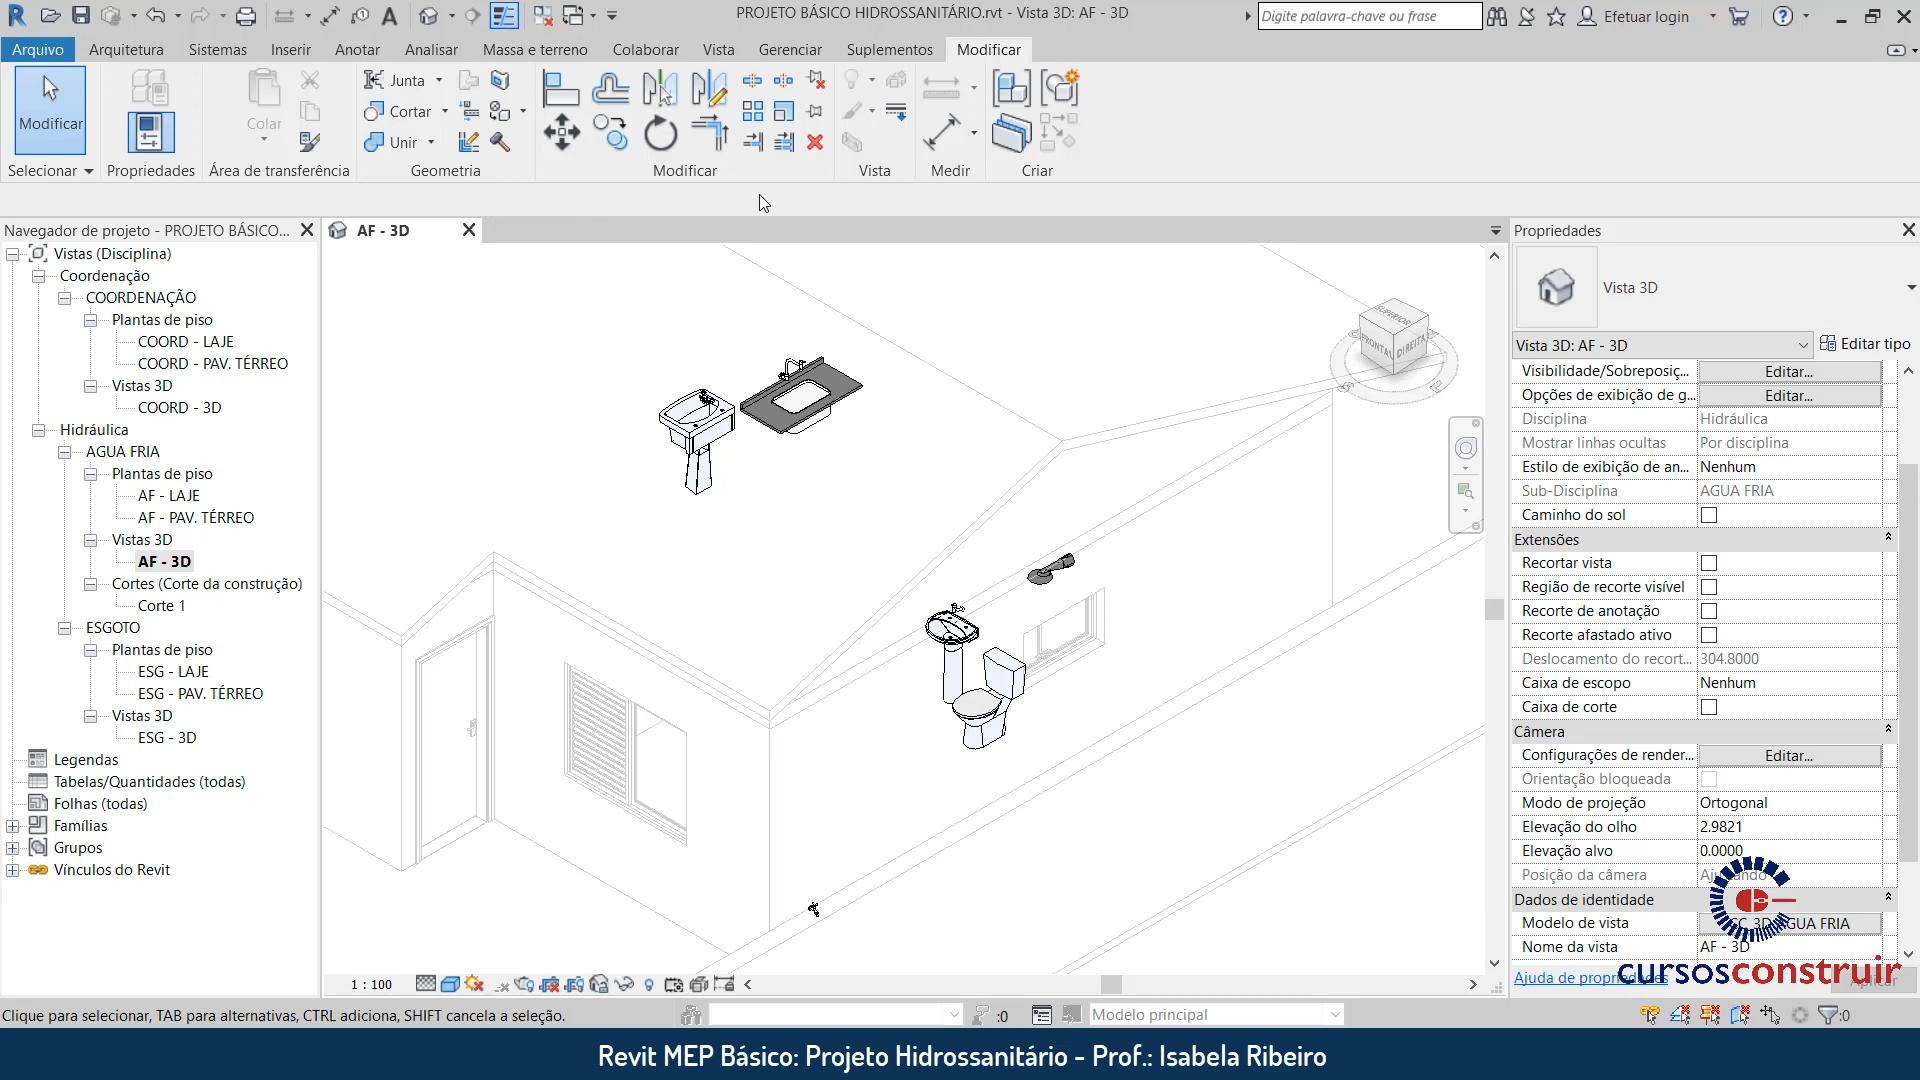 PROJETO BÁSICO HIDROSSANITÁRIO.rvt - Vista 3D: AF - 3D
Digite palavra-chave ou frase
Efetuar login
Arquivo Arquitetura Sistemas Inserir Anotar Analisar Massa e terreno Colaborar Vista Gerenciar Suplementos Modificar
Modificar
Colar
Junta
Cortar
Unir
Selecionar Propriedades Área de transferência Geometria Modificar Vista Medir Criar
Navegador de projeto - PROJETO BÁSICO...
Vistas (Disciplina)
Coordenação
COORDENAÇÃO
Plantas de piso
COORD - LAJE
COORD - PAV. TÉRREO
Vistas 3D
COORD - 3D
Hidráulica
AGUA FRIA
Plantas de piso
AF - LAJE
AF - PAV. TÉRREO
Vistas 3D
AF - 3D
Cortes (Corte da construção)
Corte 1
ESGOTO
Plantas de piso
ESG - LAJE
ESG - PAV. TÉRREO
Vistas 3D
ESG - 3D
Legendas
Tabelas/Quantidades (todas)
Folhas (todas)
Famílias
Grupos
Vínculos do Revit
AF - 3D
SUPERIOR
FRONTAL DIREITA
1 : 100
Propriedades
Vista 3D
Vista 3D: AF - 3D Editar tipo
Visibilidade/Sobreposiç... Editar...
Opções de exibição de g... Editar...
Disciplina Hidráulica
Mostrar linhas ocultas Por disciplina
Estilo de exibição de an... Nenhum
Sub-Disciplina AGUA FRIA
Caminho do sol
Extensões
Recortar vista
Região de recorte visível
Recorte de anotação
Recorte afastado ativo
Deslocamento do recort... 304.8000
Caixa de escopo Nenhum
Caixa de corte
Câmera
Configurações de render... Editar...
Orientação bloqueada
Modo de projeção Ortogonal
Elevação do olho 2.9821
Elevação alvo 0.0000
Posição da câmera
Dados de identidade
Modelo de vista 3D AGUA FRIA
Nome da vista AF - 3D
Ajuda de propriedades Aplicar
cursosconstruir
Clique para selecionar, TAB para alternativas, CTRL adiciona, SHIFT cancela a seleção.
:0
Modelo principal
:0
Revit MEP Básico: Projeto Hidrossanitário - Prof.: Isabela Ribeiro